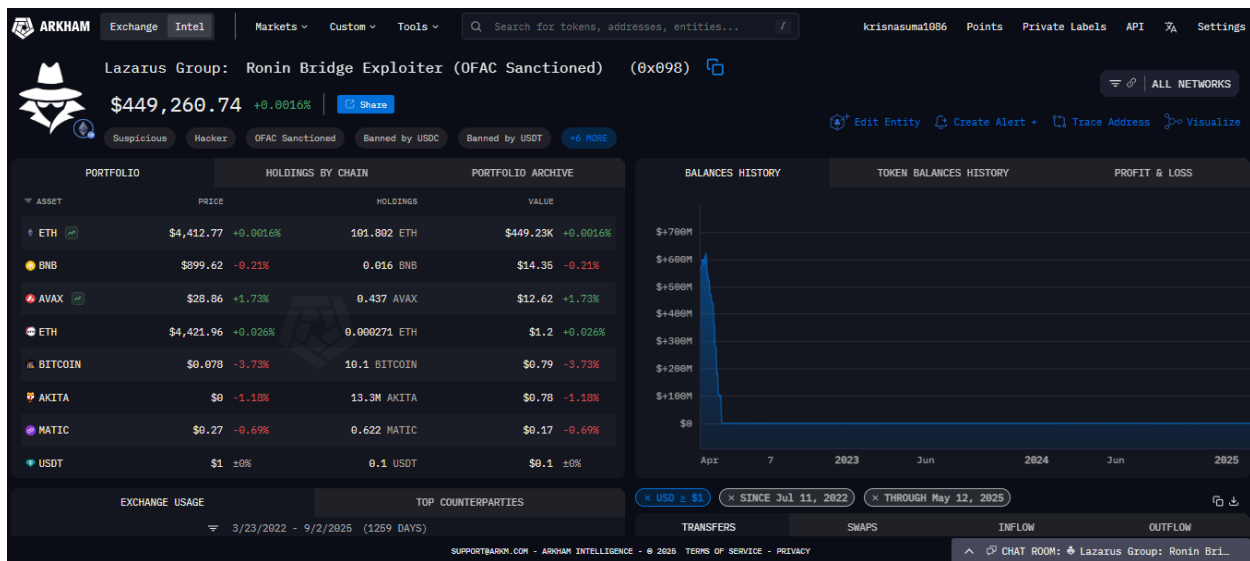 ARKHAM Exchange Intel Markets Custom Tools Search for tokens, addresses, entities... / krisnasuma1086 Points Private Labels API Settings
Lazarus Group: Ronin Bridge Exploiter (OFAC Sanctioned) (0x098)
$449,260.74 +0.0016% Share
ALL NETWORKS
Suspicious Hacker OFAC Sanctioned Banned by USDC Banned by USDT +6 MORE
Edit Entity Create Alert + Trace Address Visualize
PORTFOLIO HOLDINGS BY CHAIN PORTFOLIO ARCHIVE
ASSET PRICE HOLDINGS VALUE
ETH $4,412.77 +0.0016% 101.802 ETH $449.23K +0.0016%
BNB $899.62 -0.21% 0.016 BNB $14.35 -0.21%
AVAX $28.86 +1.73% 0.437 AVAX $12.62 +1.73%
ETH $4,421.96 +0.026% 0.000271 ETH $1.2 +0.026%
BITCOIN $0.078 -3.73% 10.1 BITCOIN $0.79 -3.73%
AKITA $0 -1.18% 13.3M AKITA $0.78 -1.18%
MATIC $0.27 -0.69% 0.622 MATIC $0.17 -0.69%
USDT $1 ±0% 0.1 USDT $0.1 ±0%
BALANCES HISTORY TOKEN BALANCES HISTORY PROFIT & LOSS
$+700M
$+600M
$+500M
$+400M
$+300M
$+200M
$+100M
$0
Apr 7 2023 Jun 2024 Jun 2025
EXCHANGE USAGE TOP COUNTERPARTIES
3/23/2022 - 9/2/2025 (1259 DAYS)
× USD ≥ $1 × SINCE Jul 11, 2022 × THROUGH May 12, 2025
TRANSFERS SWAPS INFLOW OUTFLOW
SUPPORT@ARKM.COM - ARKHAM INTELLIGENCE - © 2025 TERMS OF SERVICE - PRIVACY
CHAT ROOM: Lazarus Group: Ronin Bri…